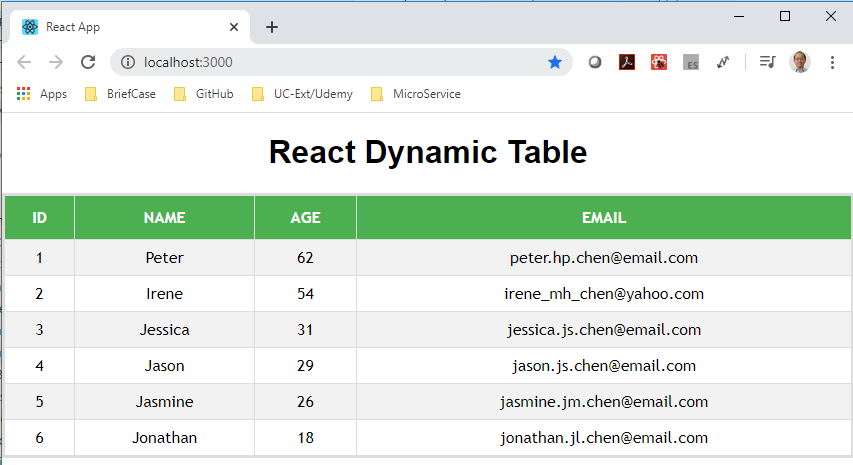 React App
localhost:3000
ES
Apps BriefCase GitHub UC-Ext/Udemy MicroService
React Dynamic Table
ID NAME AGE EMAIL
1 Peter 62 peter.hp.chen@email.com
2 Irene 54 irene_mh_chen@yahoo.com
3 Jessica 31 jessica.js.chen@email.com
4 Jason 29 jason.js.chen@email.com
5 Jasmine 26 jasmine.jm.chen@email.com
6 Jonathan 18 jonathan.jl.chen@email.com